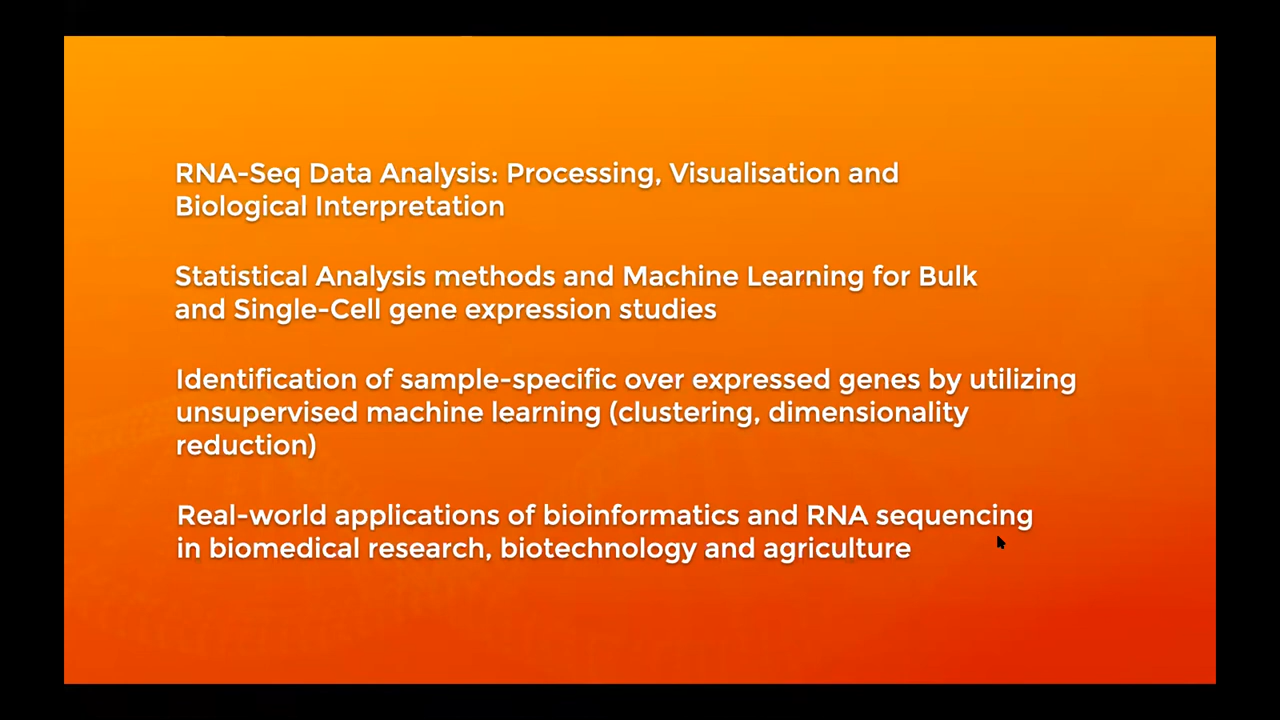 RNA-Seq Data Analysis: Processing, Visualisation and
Biological Interpretation
Statistical Analysis methods and Machine Learning for Bulk
and Single-Cell gene expression studies
Identification of sample-specific over expressed genes by utilizing
unsupervised machine learning (clustering, dimensionality
reduction)
Real-world applications of bioinformatics and RNA sequencing
in biomedical research, biotechnology and agriculture